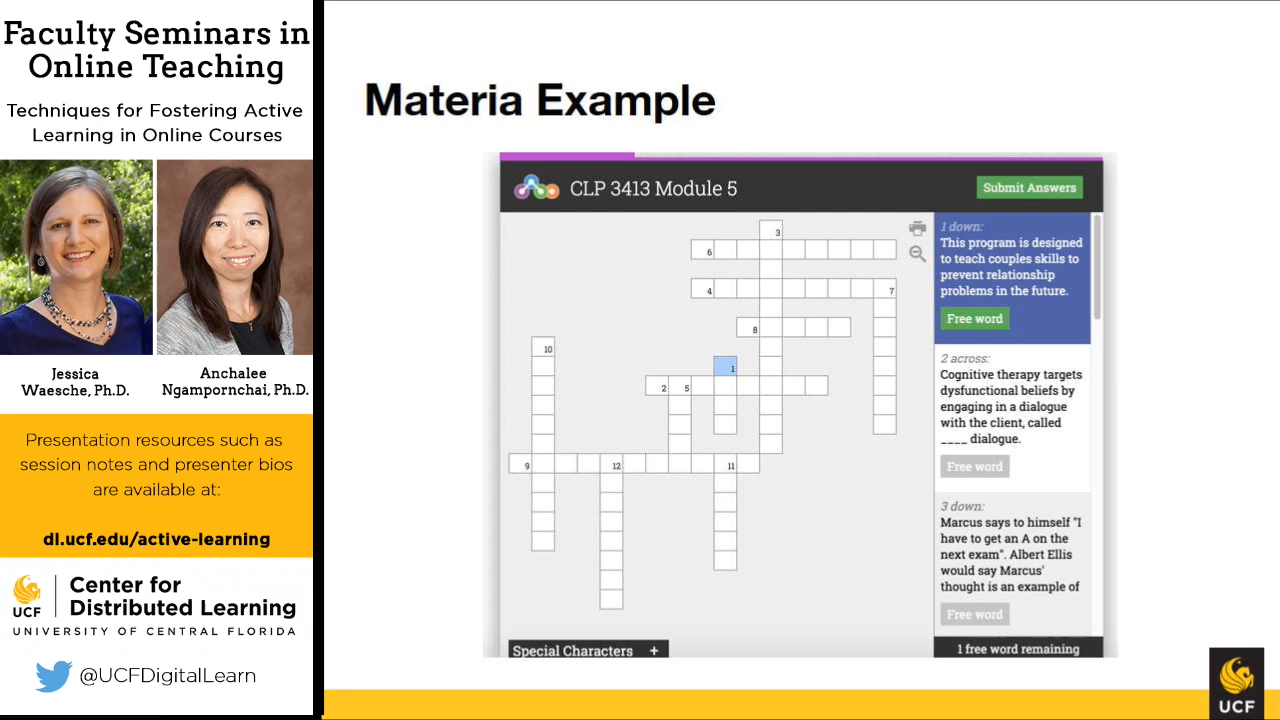 Faculty Seminars in
Online Teaching
Techniques for Fostering Active
Learning in Online Courses
Jessica
Waesche, Ph.D.
Anchalee
Ngampornchai, Ph.D.
Presentation resources such as
session notes and presenter bios
are available at:
dl.ucf.edu/active-learning
UCF
Center for
Distributed Learning
UNIVERSITY OF CENTRAL FLORIDA
@UCFDigitalLearn
Materia Example
CLP 3413 Module 5
Submit Answers
3
6
4
7
8
10
1
2
5
9
12
11
1 down:
This program is designed
to teach couples skills to
prevent relationship
problems in the future.
Free word
2 across:
Cognitive therapy targets
dysfunctional beliefs by
engaging in a dialogue
with the client, called
____ dialogue.
Free word
3 down:
Marcus says to himself "I
have to get an A on the
next exam". Albert Ellis
would say Marcus'
thought is an example of
Free word
Special Characters +
1 free word remaining
UCF